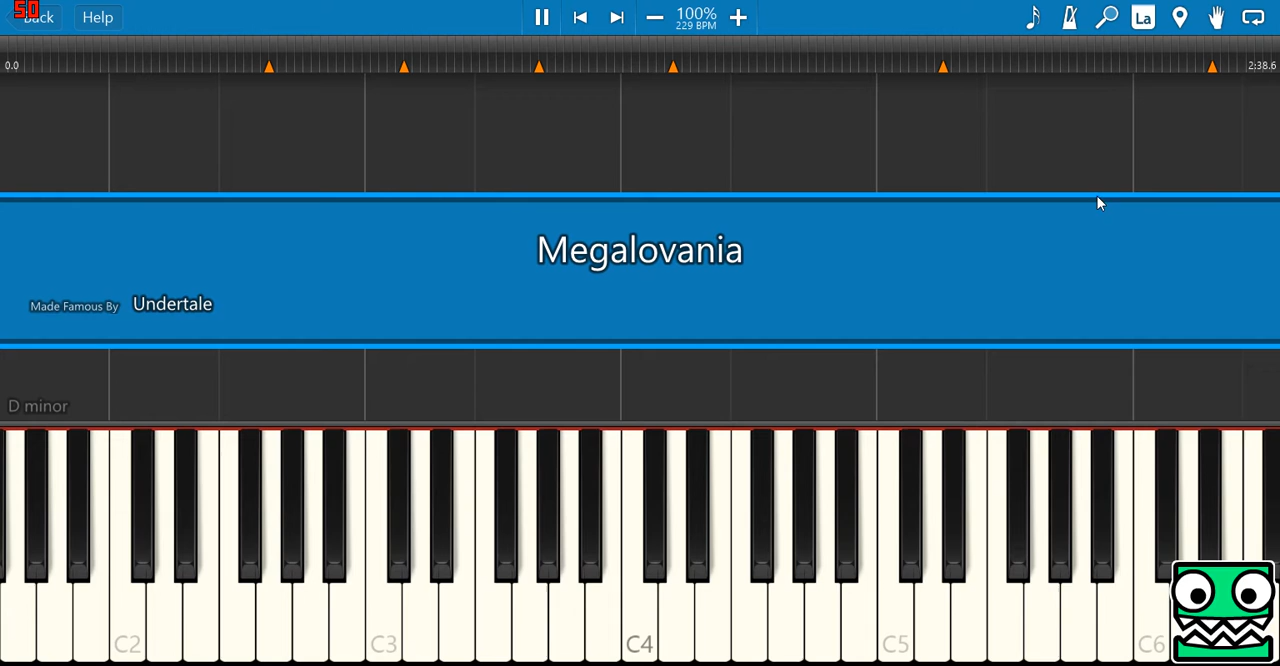 50
Back
Help
100%
229 BPM
La
0.0
2:38.6
Megalovania
Made Famous By Undertale
D minor
C2 C3 C4 C5 C6